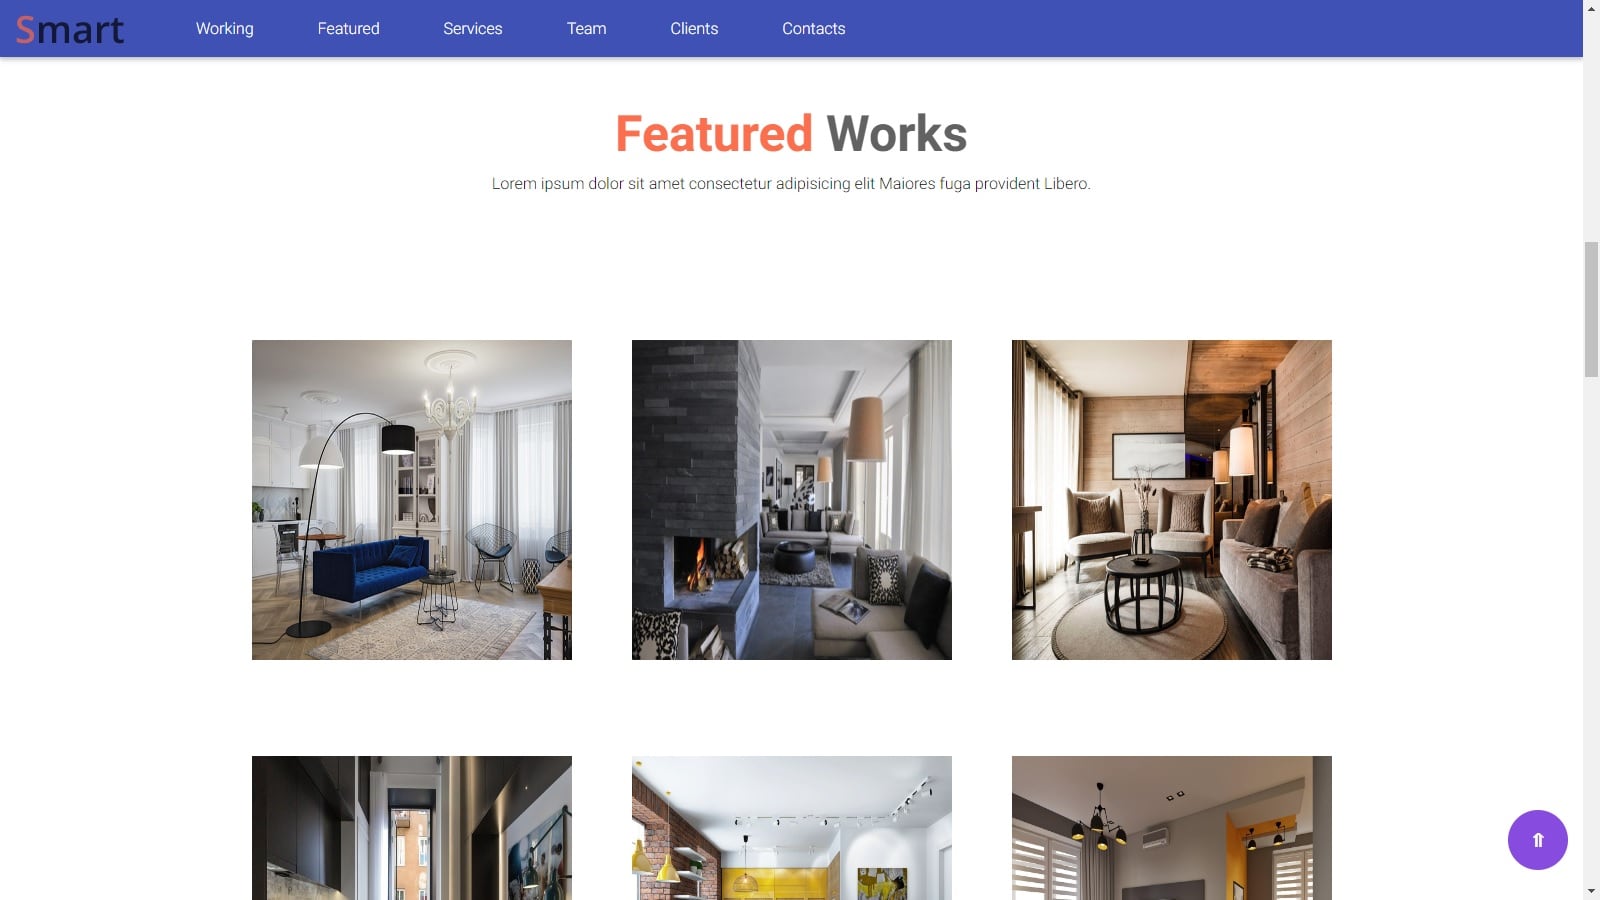 Smart Working Featured Services Team Clients Contacts
Featured Works
Lorem ipsum dolor sit amet consectetur adipisicing elit Maiores fuga provident Libero.
⇑